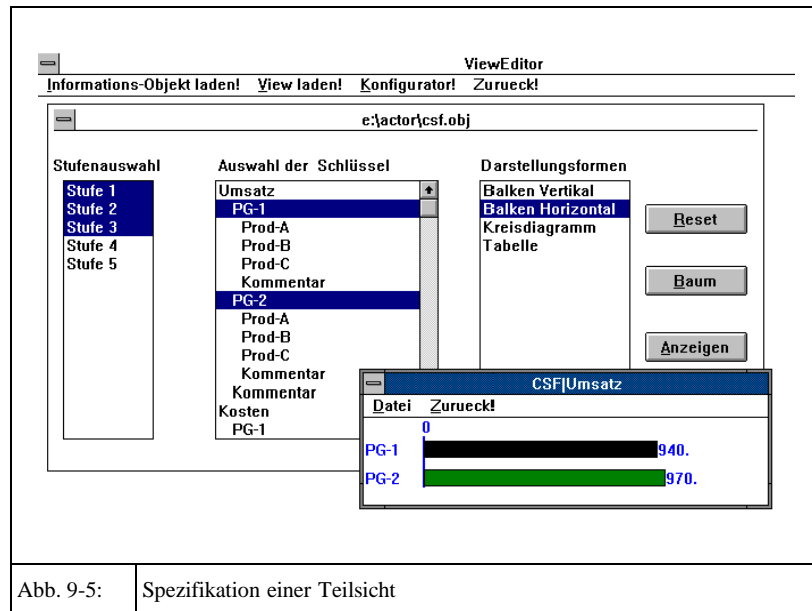 ViewEditor
Informations-Objekt laden! View laden! Konfigurator! Zurueck!
e:\actor\csf.obj
Stufenauswahl
Stufe 1
Stufe 2
Stufe 3
Stufe 4
Stufe 5
Auswahl der Schlüssel
Umsatz
PG-1
Prod-A
Prod-B
Prod-C
Kommentar
PG-2
Prod-A
Prod-B
Prod-C
Kommentar
Kommentar
Kosten
PG-1
Darstellungsformen
Balken Vertikal
Balken Horizontal
Kreisdiagramm
Tabelle
Reset
Baum
Anzeigen
CSF|Umsatz
Datei Zurueck!
0
PG-1 940.
PG-2 970.
Abb. 9-5: Spezifikation einer Teilsicht